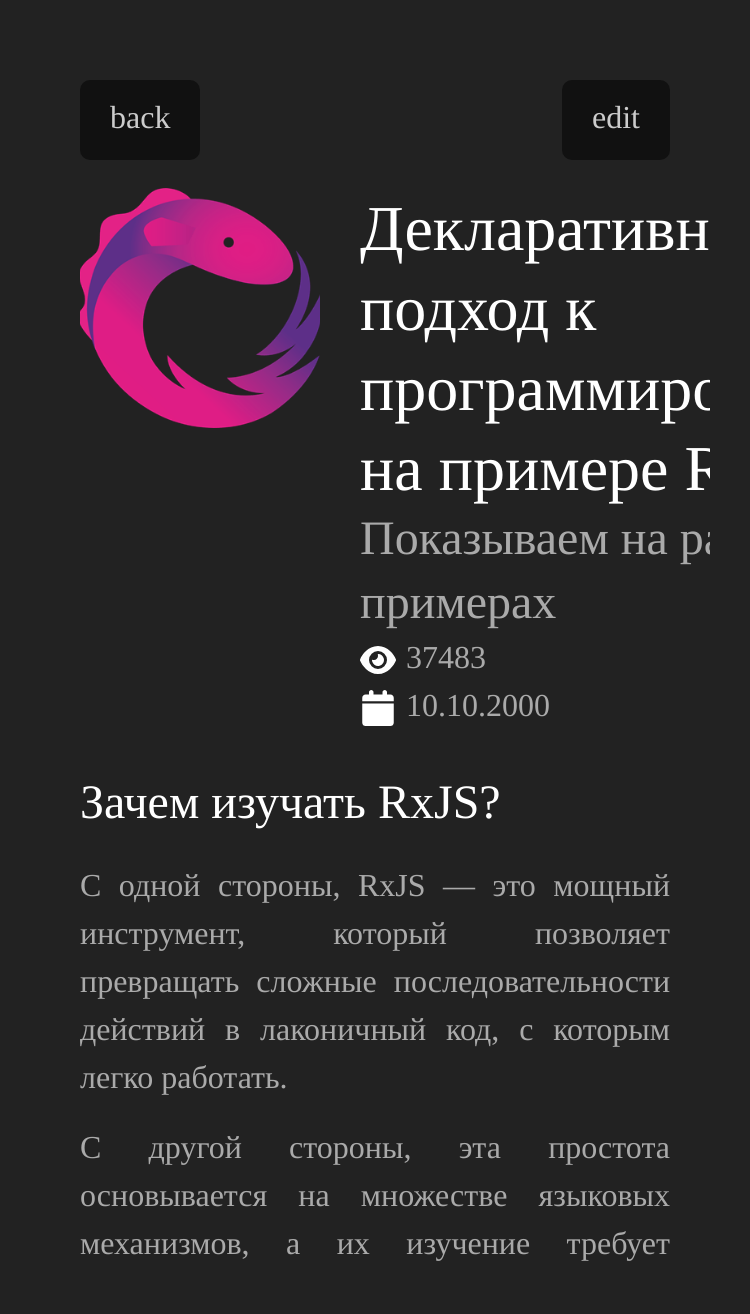 back
edit
Декларативн
подход к
программиро
на примере R
Показываем на ра
примерах
37483
10.10.2000
Зачем изучать RxJS?
С одной стороны, RxJS — это мощный
инструмент, который позволяет
превращать сложные последовательности
действий в лаконичный код, с которым
легко работать.
С другой стороны, эта простота
основывается на множестве языковых
механизмов, а их изучение требует